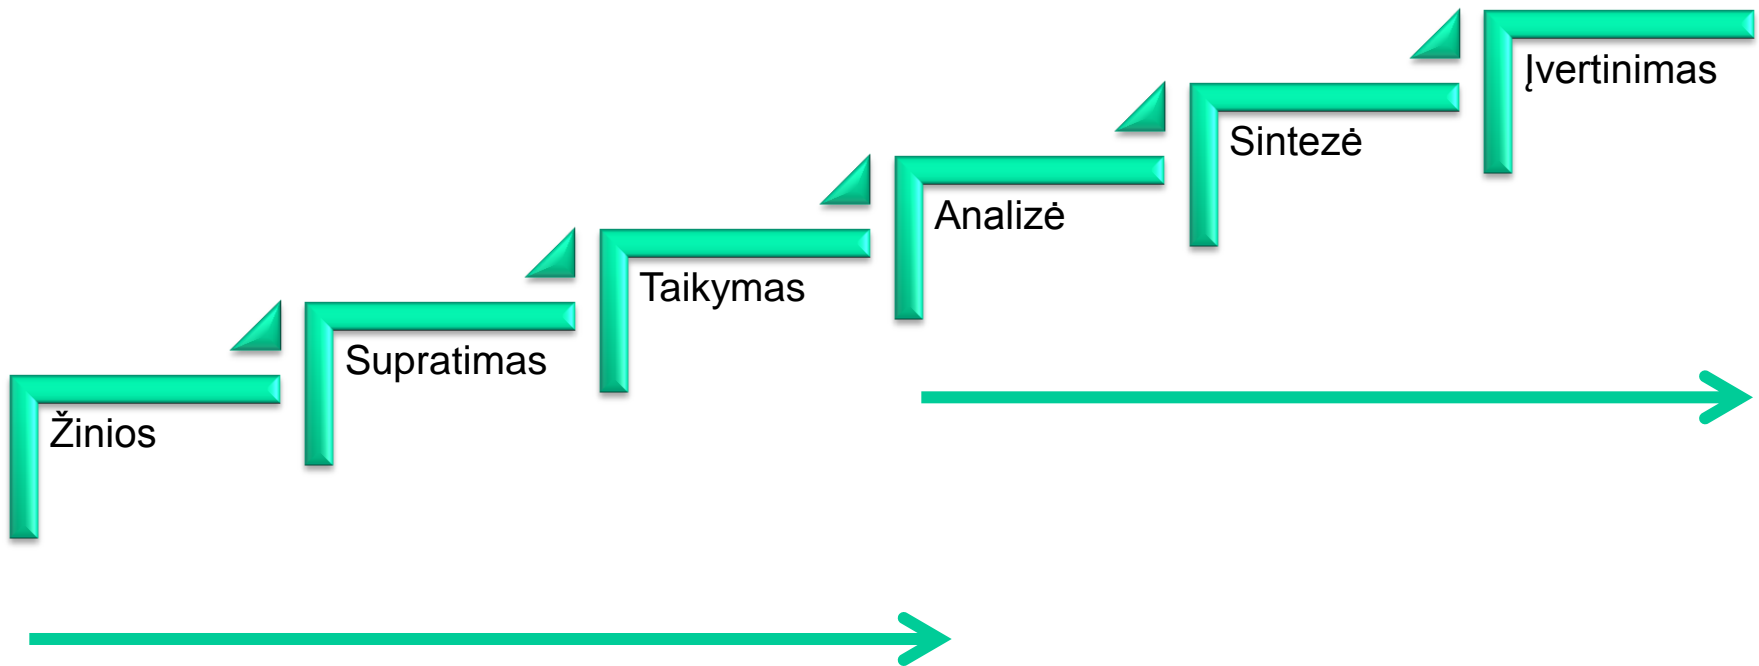 Žinios
Supratimas
Taikymas
Analizė
Sintezė
Įvertinimas